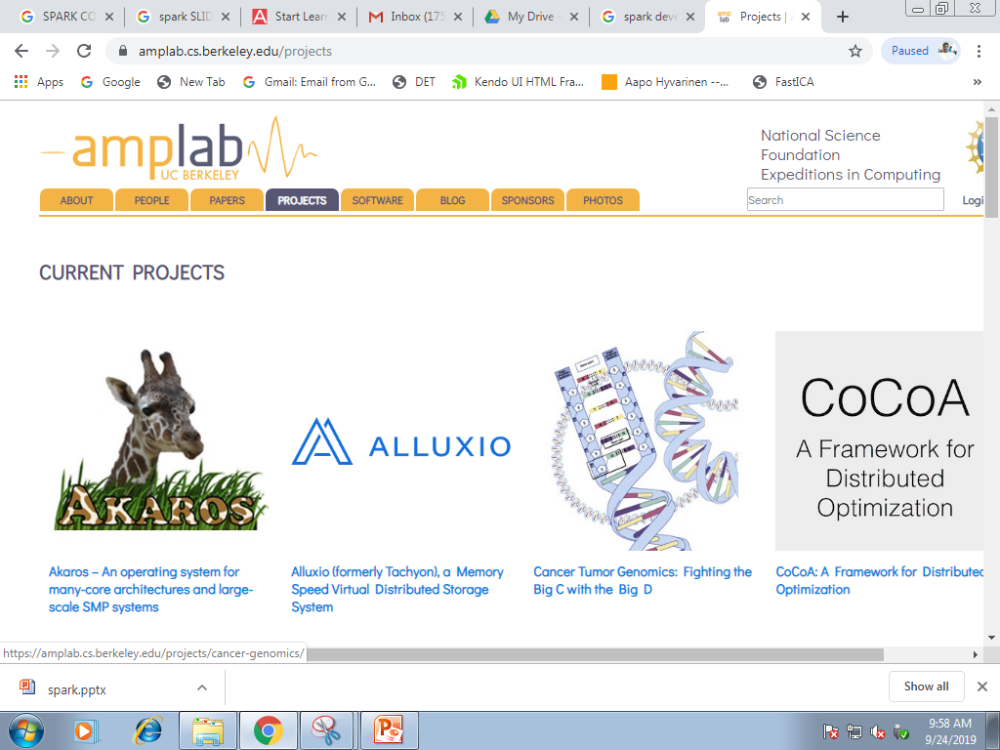 SPARK CO
spark SLID
Start Learn
Inbox (175
My Drive -
spark deve
Projects |
amplab.cs.berkeley.edu/projects
Paused
Apps
Google
New Tab
Gmail: Email from G...
DET
Kendo UI HTML Fra...
Aapo Hyvarinen --...
FastICA
»
amplab
UC BERKELEY
National Science
Foundation
Expeditions in Computing
ABOUT
PEOPLE
PAPERS
PROJECTS
SOFTWARE
BLOG
SPONSORS
PHOTOS
Search
Logi
CURRENT PROJECTS
AKAROS
ALLUXIO
CoCoA
A Framework for
Distributed
Optimization
Akaros – An operating system for
many-core architectures and large-
scale SMP systems
Alluxio (formerly Tachyon), a Memory
Speed Virtual Distributed Storage
System
Cancer Tumor Genomics: Fighting the
Big C with the Big D
CoCoA: A Framework for Distributed
Optimization
https://amplab.cs.berkeley.edu/projects/cancer-genomics/
spark.pptx
Show all
9:58 AM
9/24/2019